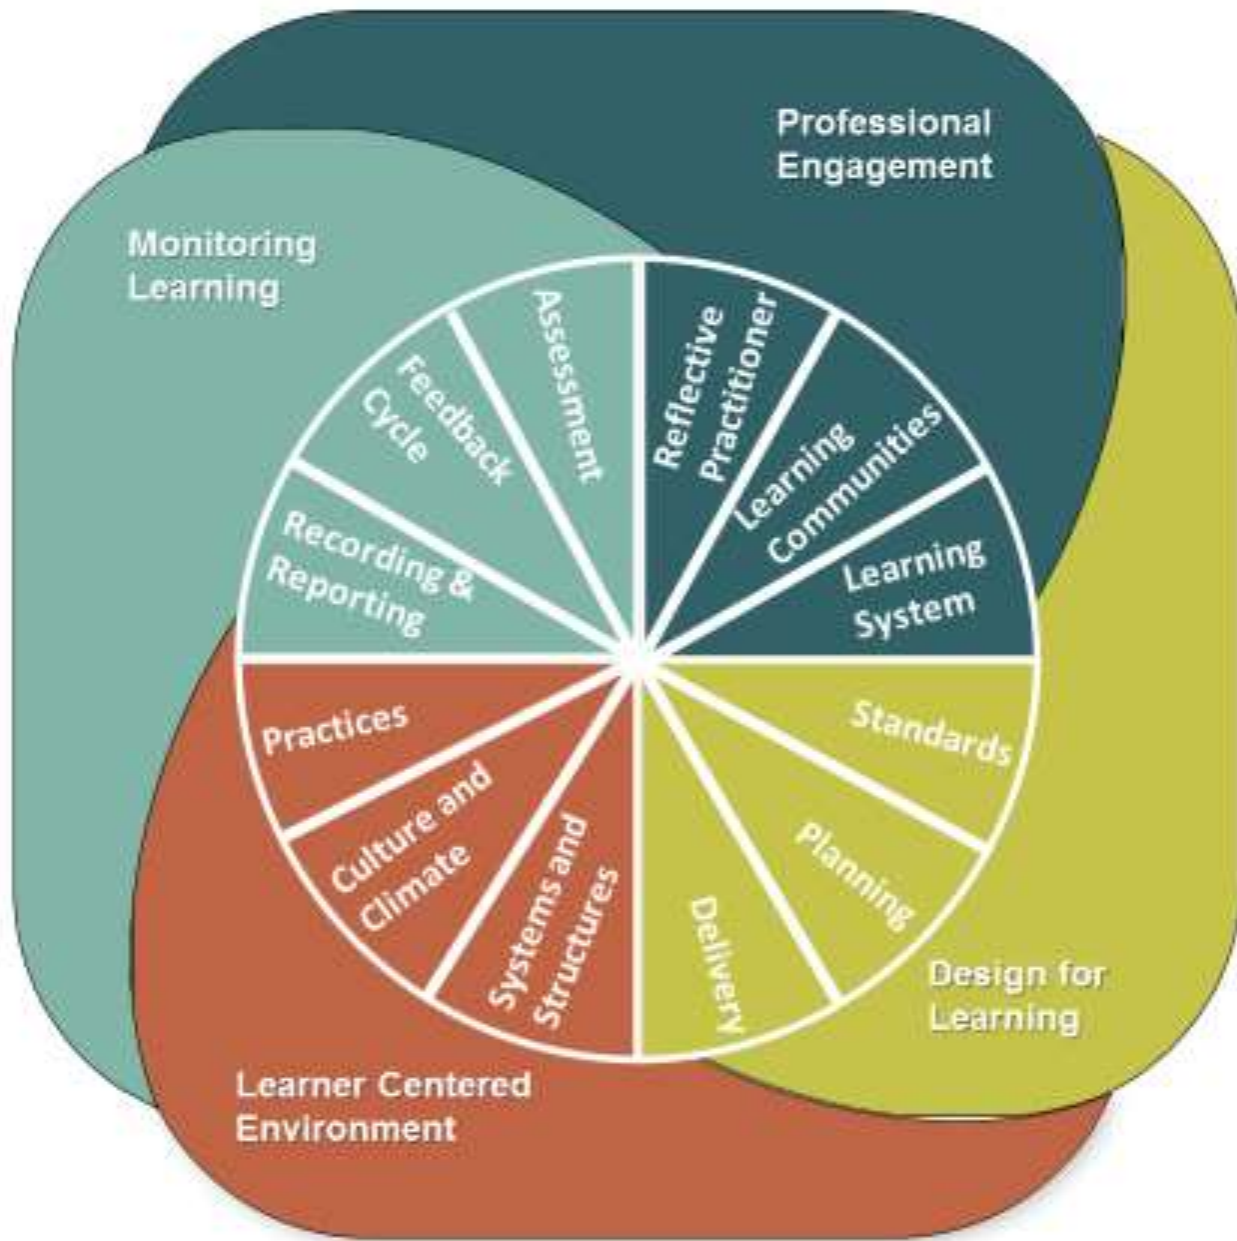 Professional
Engagement
Monitoring
Learning
Assessment
Feedback
Cycle
Recording &
Reporting
Reflective
Practitioner
Learning
Communities
Learning
System
Standards
Planning
Delivery
Design for
Learning
Practices
Culture and
Climate
Systems and
Structures
Learner Centered
Environment